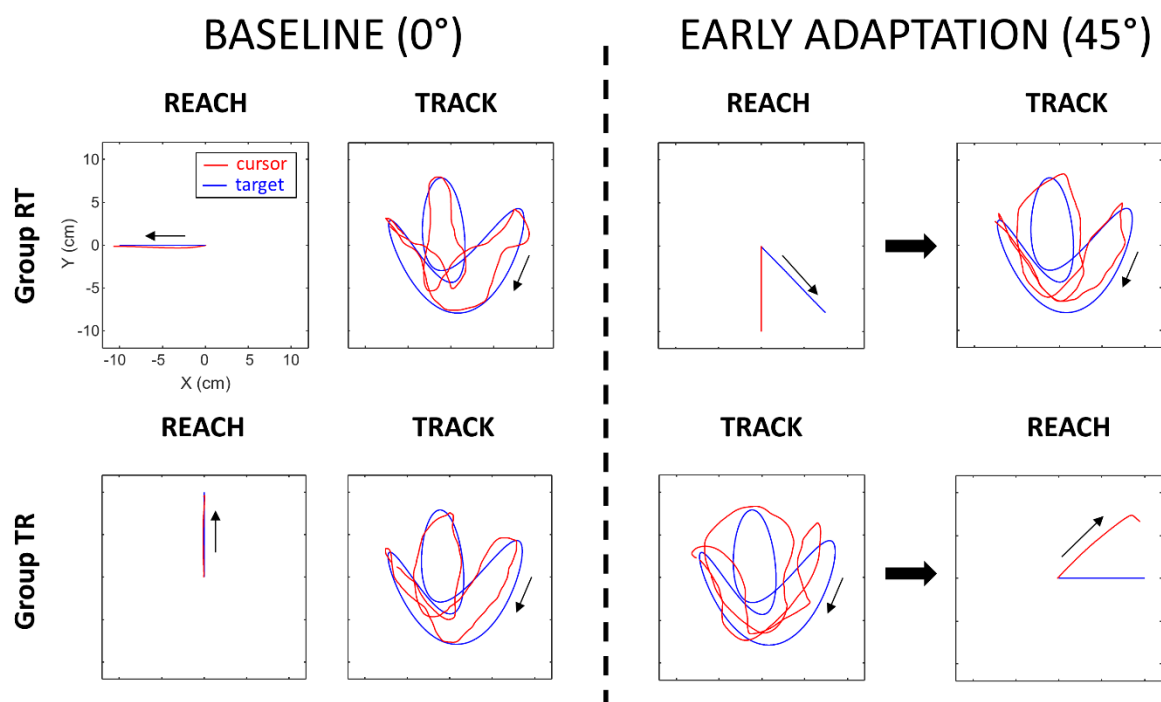 BASELINE (0°)
EARLY ADAPTATION (45°)
REACH
TRACK
REACH
TRACK
Group RT
10
5
0
-5
-10
Y (cm)
cursor
target
-10
-5
0
5
10
X (cm)
REACH
TRACK
TRACK
REACH
Group TR